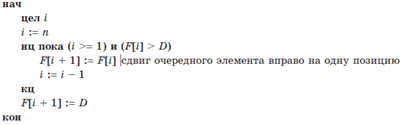 нач
цел i
i := n
нц пока (i >= 1) и (F[i] > D)
F[i + 1] := F[i] |сдвиг очередного элемента вправо на одну позицию
i := i − 1
кц
F[i + 1] := D
кон